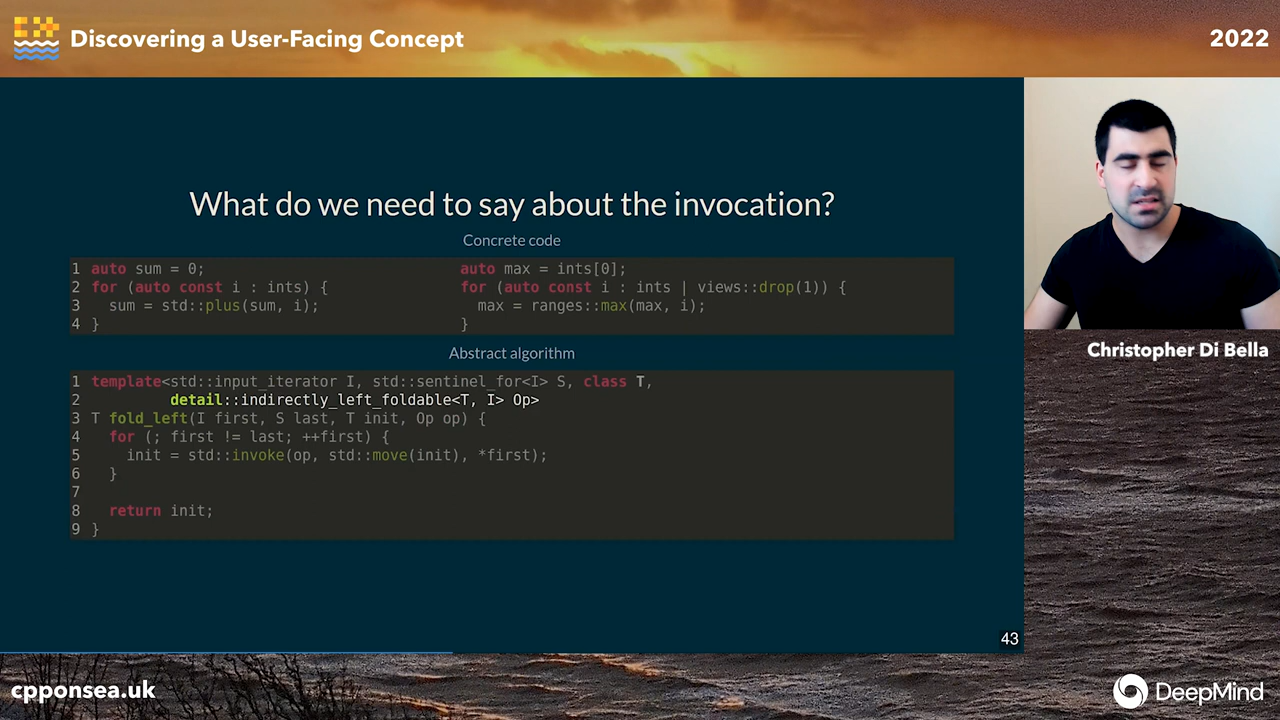 Discovering a User-Facing Concept
2022
What do we need to say about the invocation?
Concrete code
1 auto sum = 0;
2 for (auto const i : ints) {
3   sum = std::plus(sum, i);
4 }
auto max = ints[0];
for (auto const i : ints | views::drop(1)) {
  max = ranges::max(max, i);
}
Abstract algorithm
1 template<std::input_iterator I, std::sentinel_for<I> S, class T,
2          detail::indirectly_left_foldable<T, I> Op>
3 T fold_left(I first, S last, T init, Op op) {
4   for (; first != last; ++first) {
5     init = std::invoke(op, std::move(init), *first);
6   }
7
8   return init;
9 }
43
Christopher Di Bella
cpponsea.uk
DeepMind